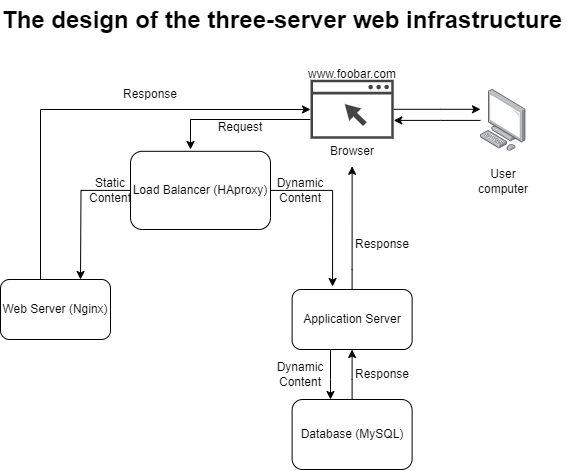 The design of the three-server web infrastructure
www.foobar.com
Response
Request
Browser
User
computer
Static
Content
Load Balancer (HAproxy)
Dynamic
Content
Response
Web Server (Nginx)
Application Server
Dynamic
Content
Response
Database (MySQL)